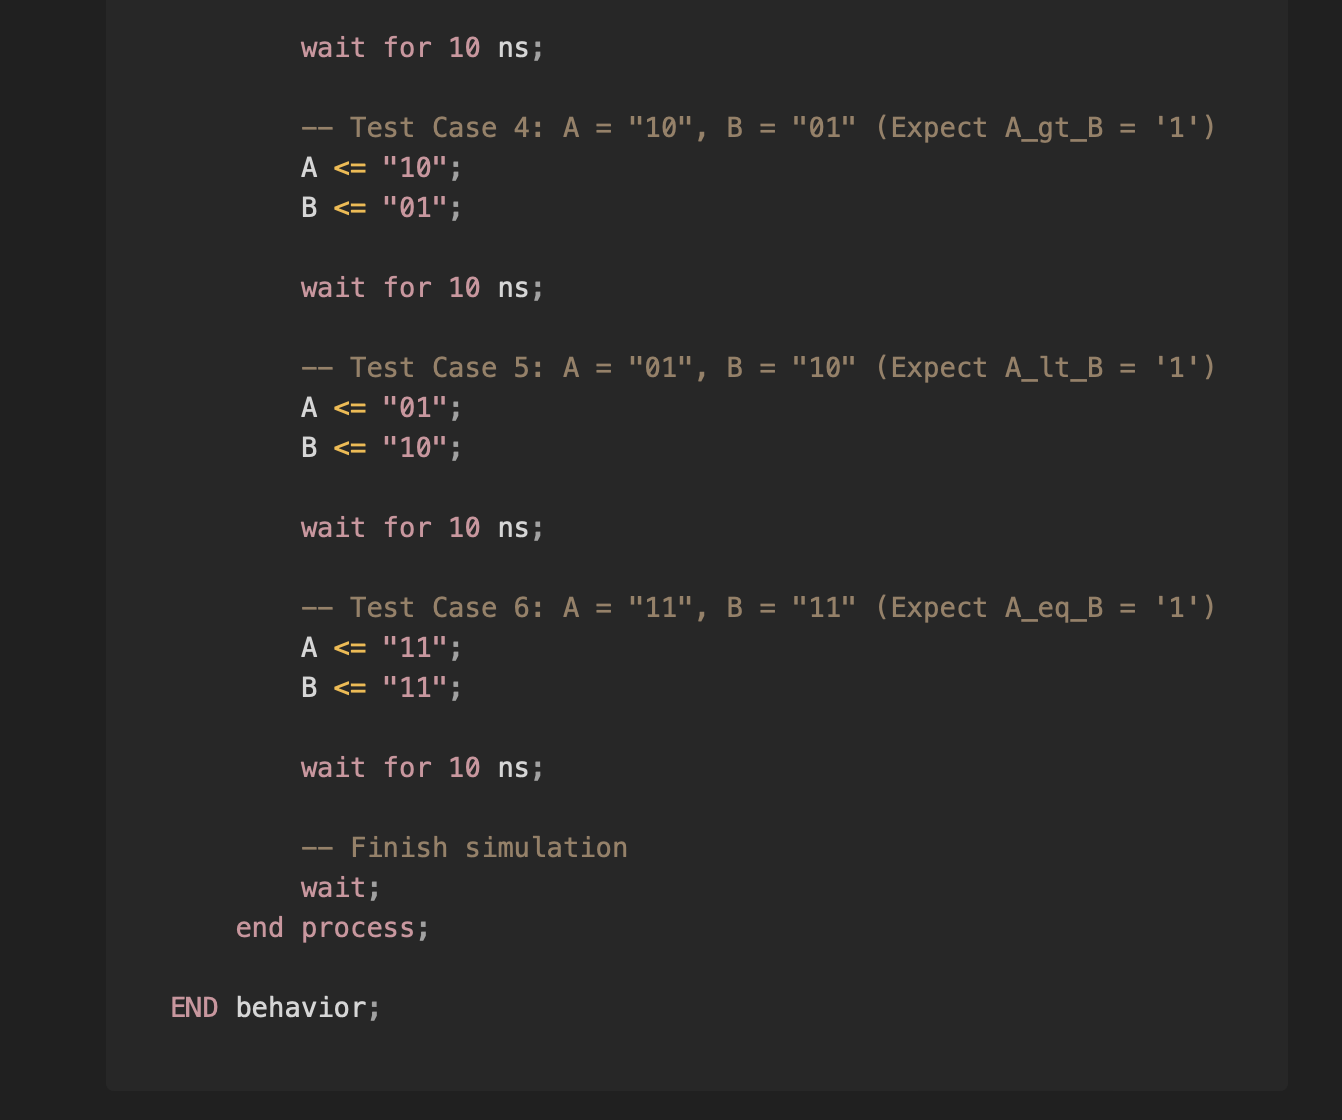 wait for 10 ns;
-- Test Case 4: A = "10", B = "01" (Expect A_gt_B = '1')
A <= "10";
B <= "01";
wait for 10 ns;
-- Test Case 5: A = "01", B = "10" (Expect A_lt_B = '1')
A <= "01";
B <= "10";
wait for 10 ns;
-- Test Case 6: A = "11", B = "11" (Expect A_eq_B = '1')
A <= "11";
B <= "11";
wait for 10 ns;
-- Finish simulation
wait;
end process;
END behavior;